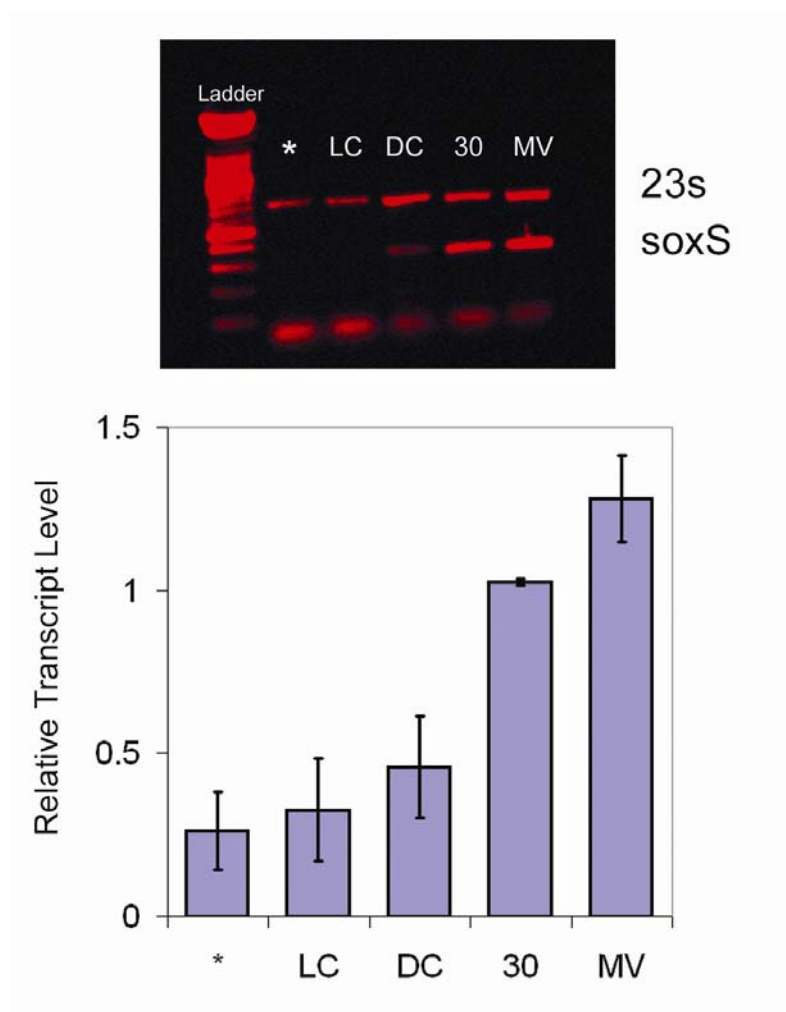 Ladder
* LC DC 30 MV
23s
soxS
Relative Transcript Level
1.5
1
0.5
0
* LC DC 30 MV